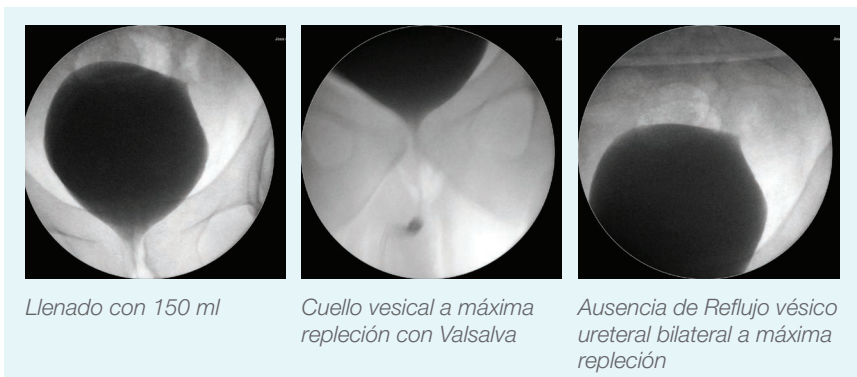 Llenado con 150 ml
Cuello vesical a máxima
repleción con Valsalva
Ausencia de Reflujo vésico
ureteral bilateral a máxima
repleción